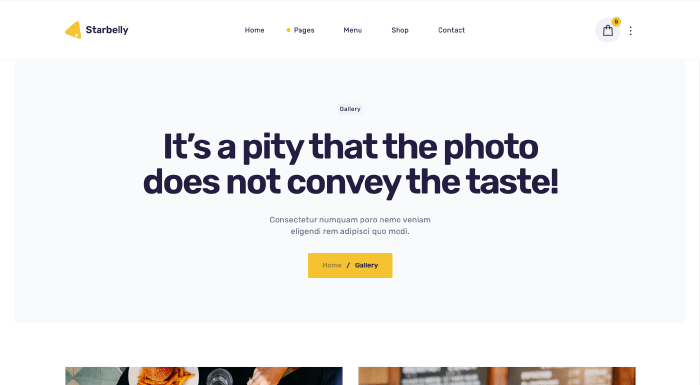 Starbelly
Home
Pages
Menu
Shop
Contact
Gallery
It’s a pity that the photo
does not convey the taste!
Consectetur numquam poro nemo veniam
eligendi rem adipisci quo modi.
Home / Gallery